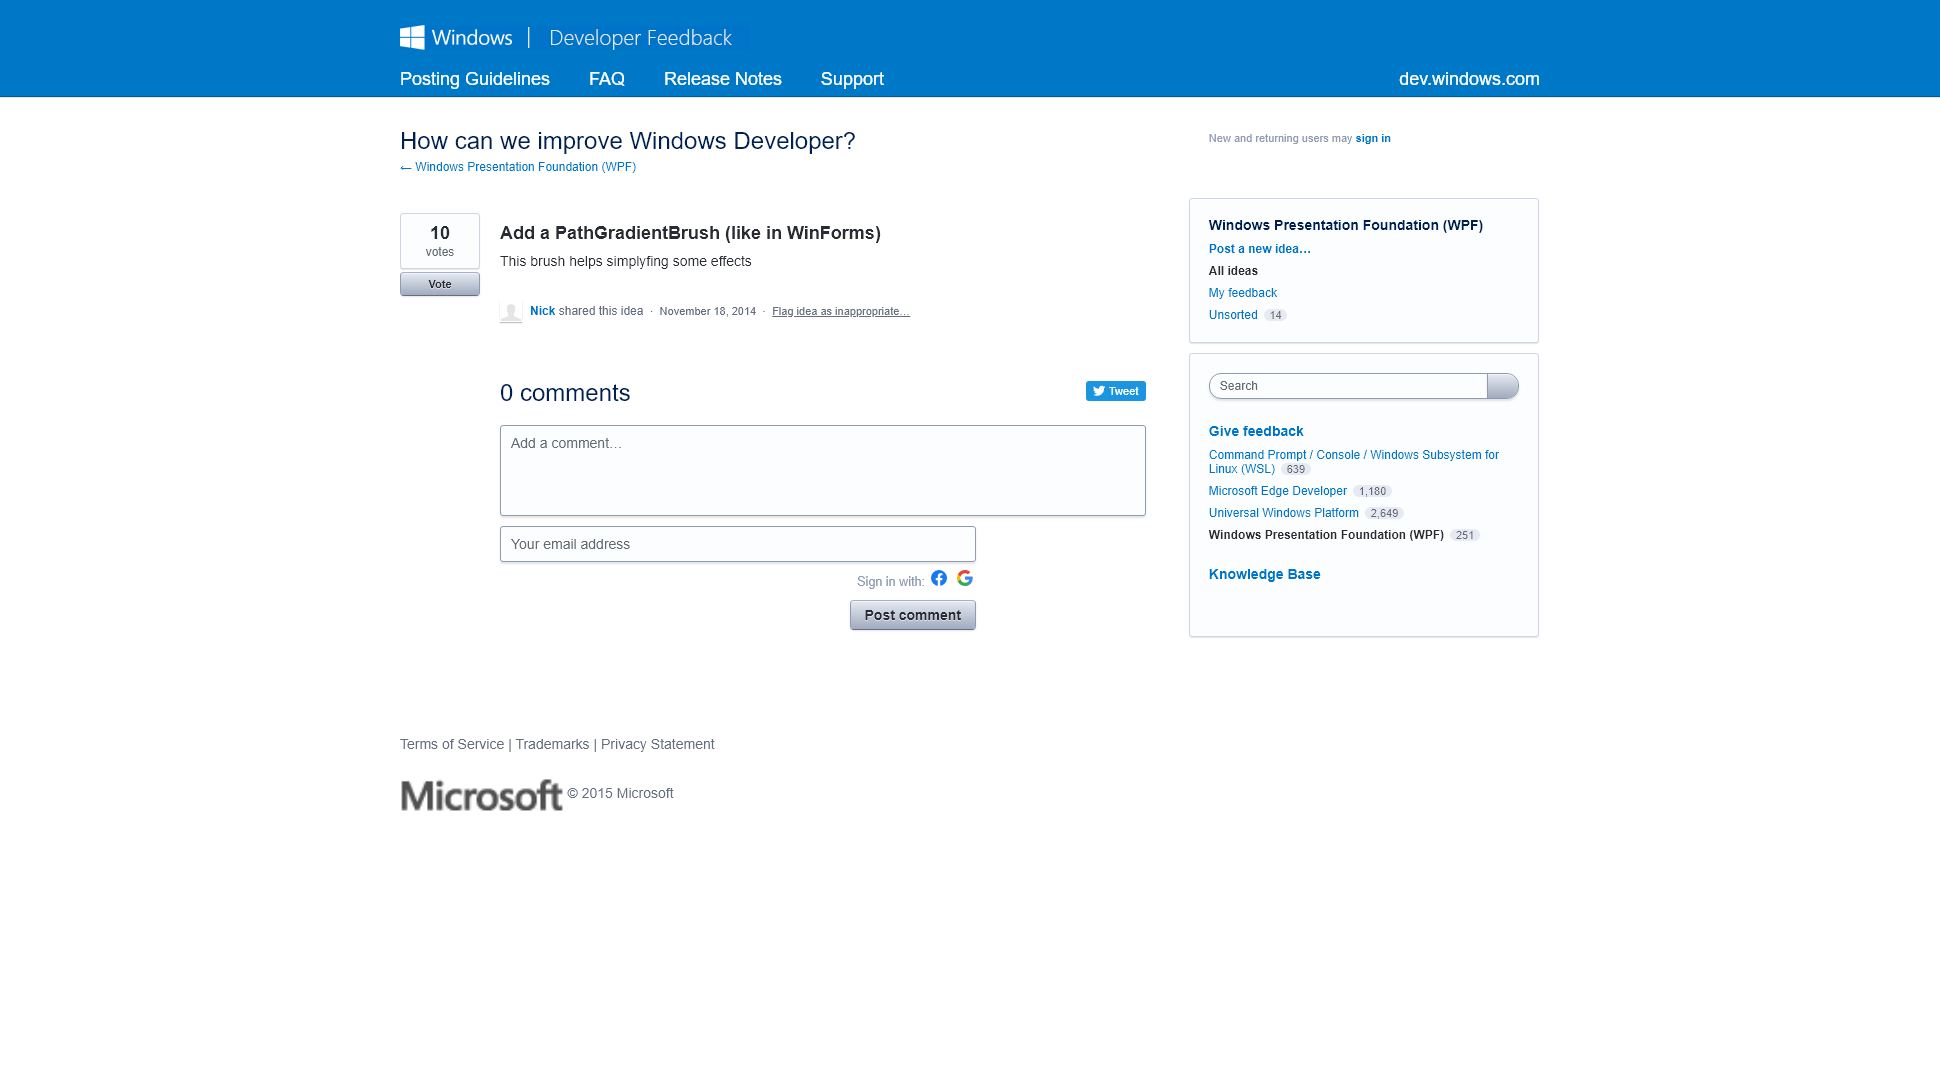 Windows | Developer Feedback
Posting Guidelines FAQ Release Notes Support dev.windows.com
How can we improve Windows Developer?
← Windows Presentation Foundation (WPF)
New and returning users may sign in
10
votes
Vote
Add a PathGradientBrush (like in WinForms)
This brush helps simplyfing some effects
Nick shared this idea · November 18, 2014 · Flag idea as inappropriate…
0 comments
Tweet
Add a comment…
Your email address
Sign in with:
Post comment
Windows Presentation Foundation (WPF)
Post a new idea…
All ideas
My feedback
Unsorted 14
Search
Give feedback
Command Prompt / Console / Windows Subsystem for
Linux (WSL) 639
Microsoft Edge Developer 1,180
Universal Windows Platform 2,649
Windows Presentation Foundation (WPF) 251
Knowledge Base
Terms of Service | Trademarks | Privacy Statement
Microsoft © 2015 Microsoft